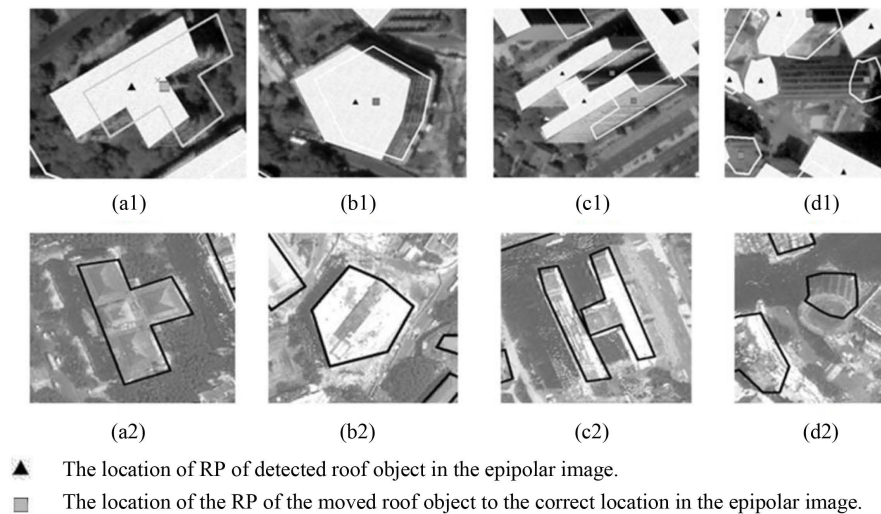 (a1) (b1) (c1) (d1)
(a2) (b2) (c2) (d2)
The location of RP of detected roof object in the epipolar image.
The location of the RP of the moved roof object to the correct location in the epipolar image.